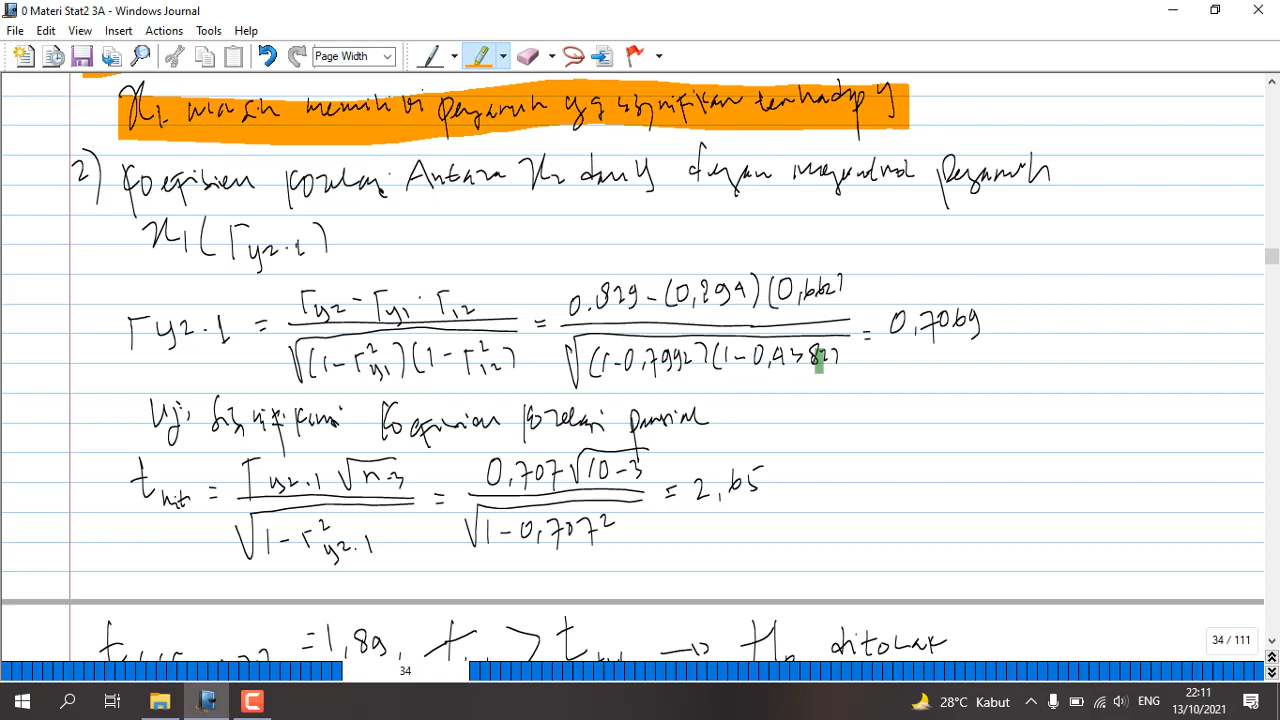 0 Materi Stat2 3A - Windows Journal
File Edit View Insert Actions Tools Help
Page Width
X1 masih memiliki pengaruh yg signifikan terhadap Y
2) Koefisien korelasi Antara X2 dan Y dengan mengontrol pengaruh
X1 ( ry2.1 )
ry2.1 = ry2 - ry1 . r12 / √(1 - r²y1)(1 - r²12) = 0.829 - (0,894)(0,662) / √(1-0,7992)(1-0,4382) = 0,7069
Uji Signifikansi Koefisien korelasi parsial
thit = ry2.1 √n-3 / √1 - r²y2.1 = 0,707√10-3 / √1-0,707² = 2,65
= 1,89, t > t → H0 ditolak
34 / 111
34
28°C Kabut ENG 22:11
13/10/2021